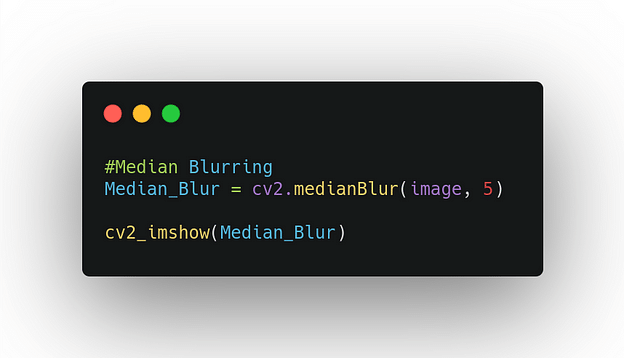 #Median Blurring
Median_Blur = cv2.medianBlur(image, 5)
cv2_imshow(Median_Blur)